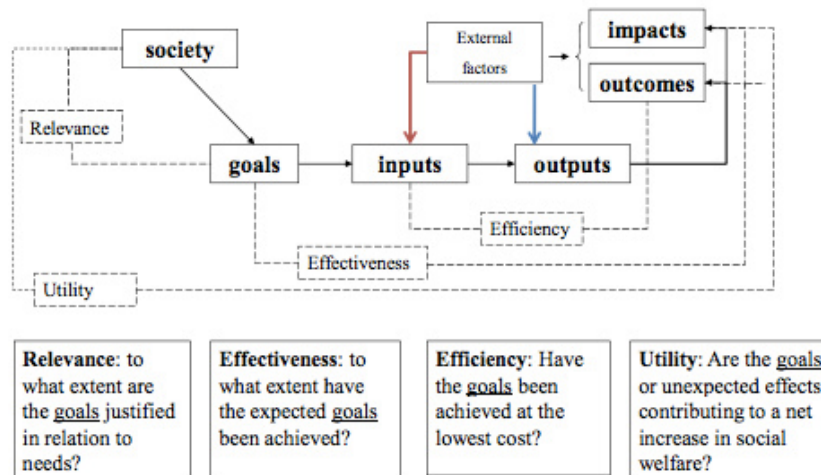 society
External
factors
impacts
outcomes
Relevance
goals
inputs
outputs
Efficiency
Effectiveness
Utility
Relevance: to
what extent are
the goals justified
in relation to
needs?
Effectiveness: to
what extent have
the expected goals
been achieved?
Efficiency: Have
the goals been
achieved at the
lowest cost?
Utility: Are the goals
or unexpected effects
contributing to a net
increase in social
welfare?